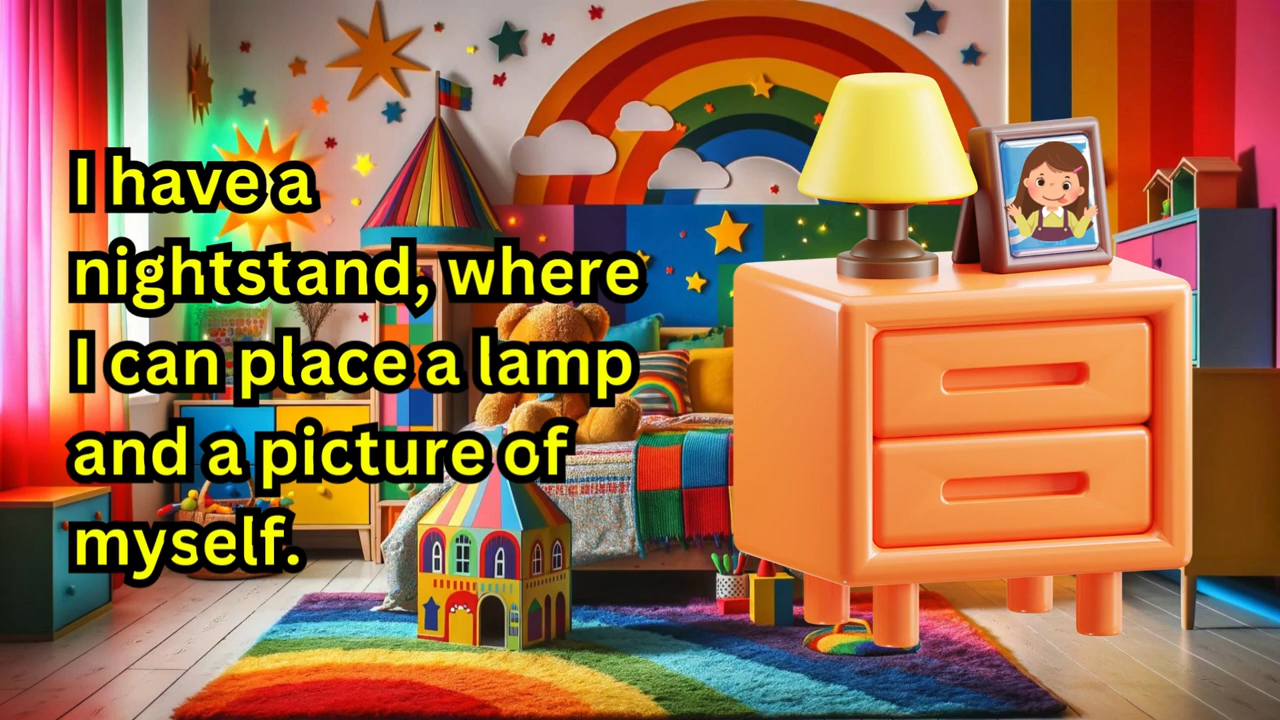 I have a
nightstand, where
I can place a lamp
and a picture of
myself.